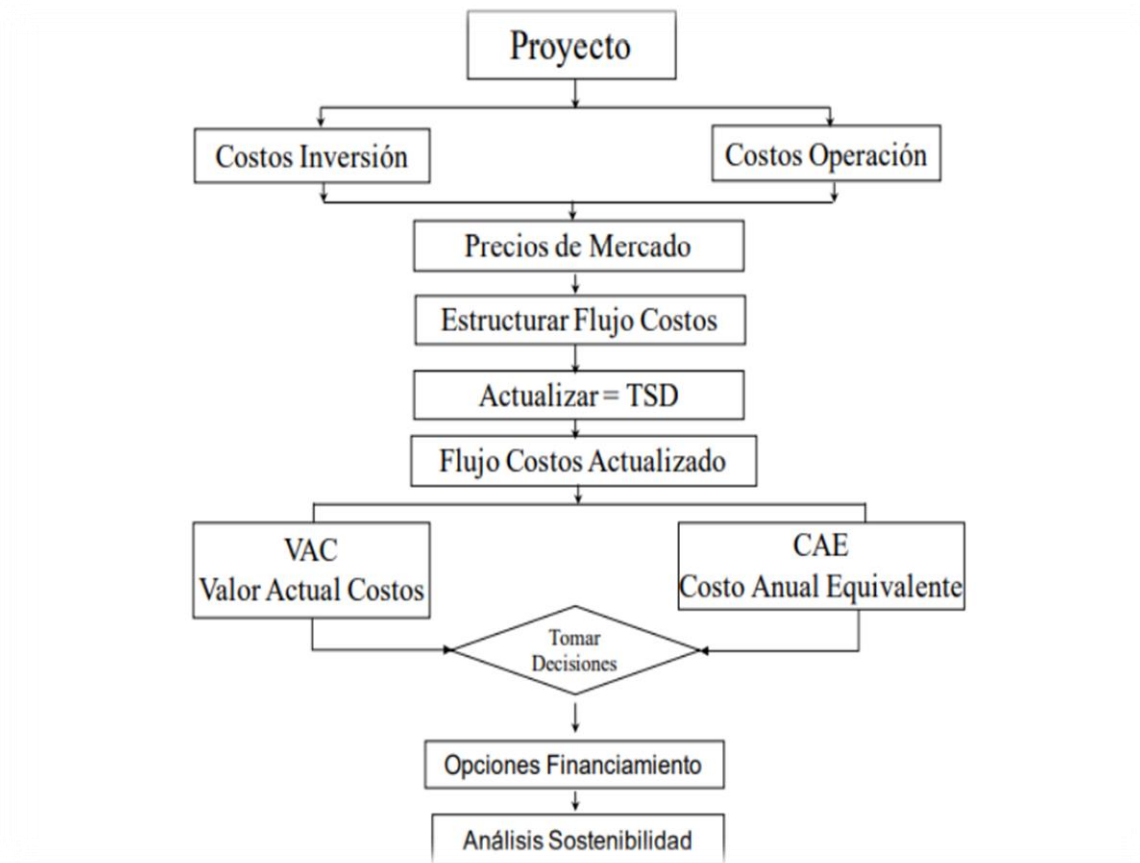 Proyecto
Costos Inversión
Costos Operación
Precios de Mercado
Estructurar Flujo Costos
Actualizar = TSD
Flujo Costos Actualizado
VAC
Valor Actual Costos
CAE
Costo Anual Equivalente
Tomar
Decisiones
Opciones Financiamiento
Análisis Sostenibilidad